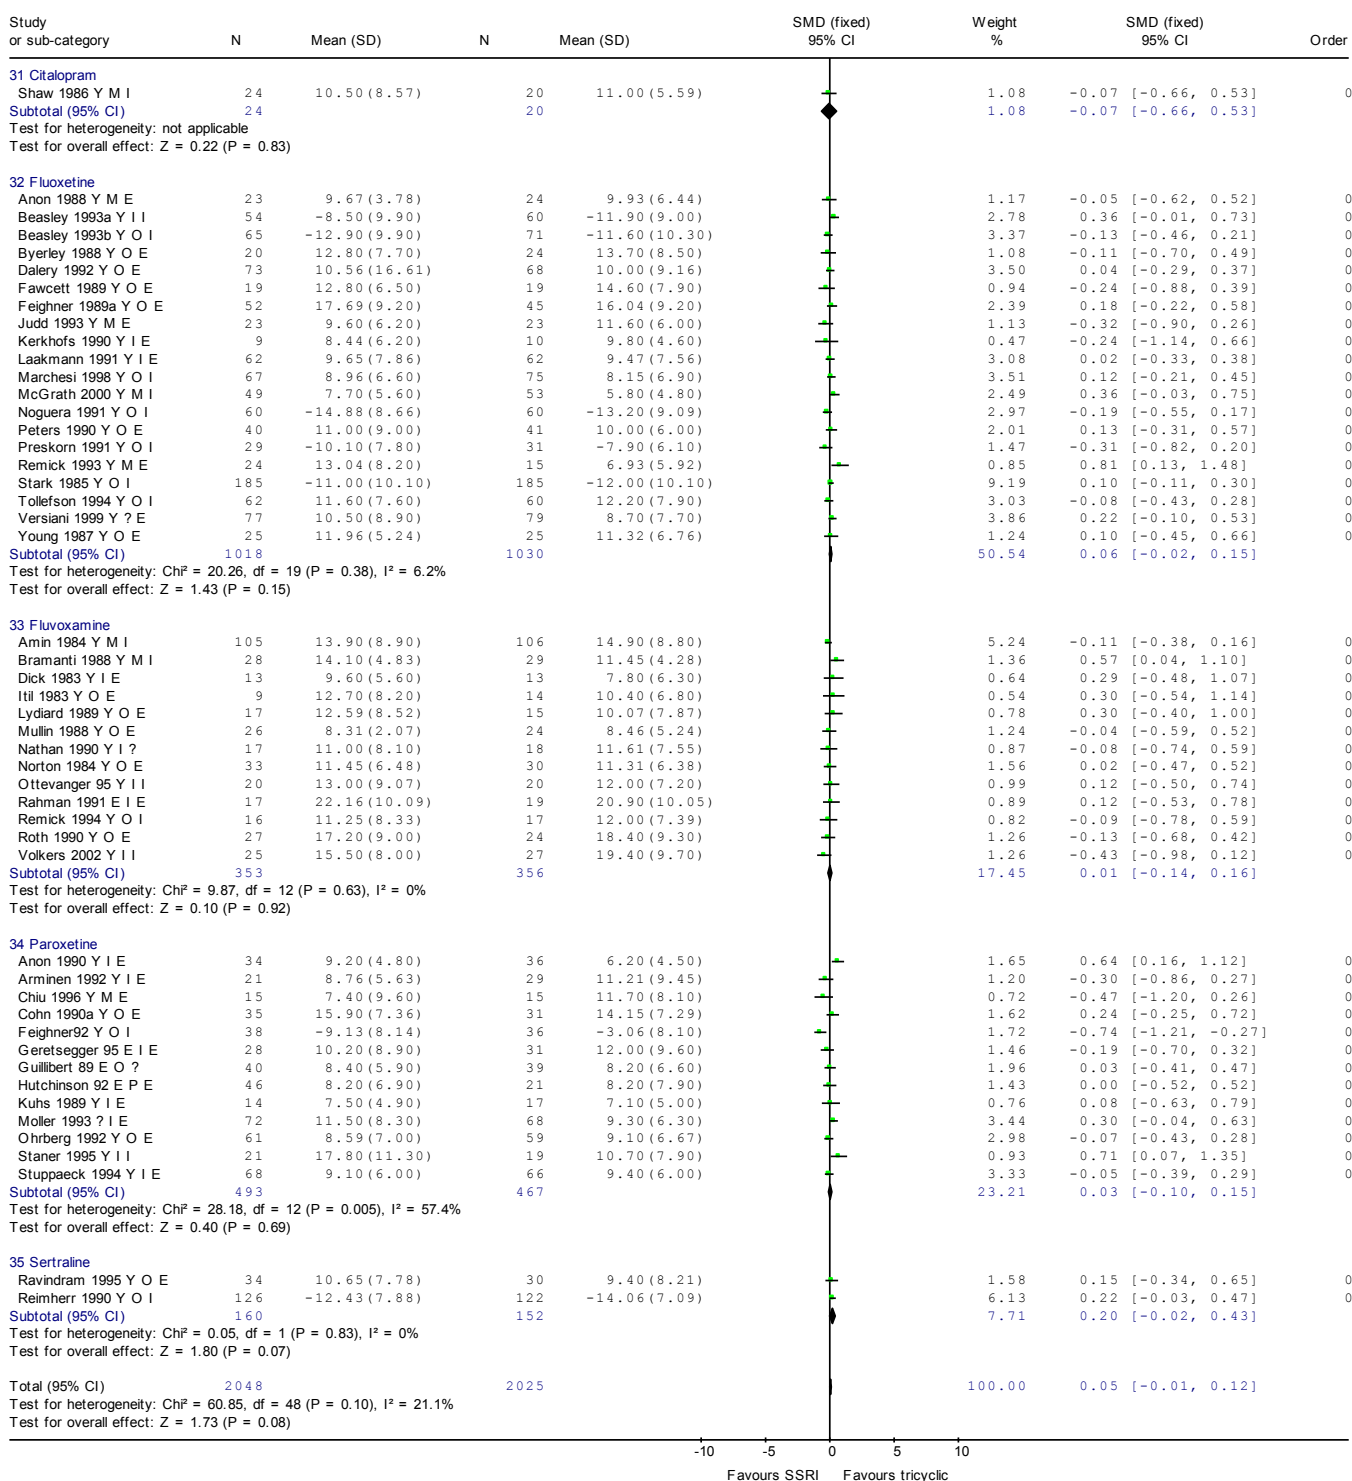 Study SMD (fixed) Weight SMD (fixed)
or sub-category N Mean (SD) N Mean (SD) 95% CI % 95% CI Order
31 Citalopram
Shaw 1986 Y M I 24 10.50(8.57) 20 11.00(5.59) 1.08 -0.07 [-0.66, 0.53] 0
Subtotal (95% CI) 24 20 1.08 -0.07 [-0.66, 0.53]
Test for heterogeneity: not applicable
Test for overall effect: Z = 0.22 (P = 0.83)
32 Fluoxetine
Anon 1988 Y M E 23 9.67(3.78) 24 9.93(6.44) 1.17 -0.05 [-0.62, 0.52] 0
Beasley 1993a Y I I 54 -8.50(9.90) 60 -11.90(9.00) 2.78 0.36 [-0.01, 0.73] 0
Beasley 1993b Y O I 65 -12.90(9.90) 71 -11.60(10.30) 3.37 -0.13 [-0.46, 0.21] 0
Byerley 1988 Y O E 20 12.80(7.70) 24 13.70(8.50) 1.08 -0.11 [-0.70, 0.49] 0
Dalery 1992 Y O E 73 10.56(16.61) 68 10.00(9.16) 3.50 0.04 [-0.29, 0.37] 0
Fawcett 1989 Y O E 19 12.80(6.50) 19 14.60(7.90) 0.94 -0.24 [-0.88, 0.39] 0
Feighner 1989a Y O E 52 17.69(9.20) 45 16.04(9.20) 2.39 0.18 [-0.22, 0.58] 0
Judd 1993 Y M E 23 9.60(6.20) 23 11.60(6.00) 1.13 -0.32 [-0.90, 0.26] 0
Kerkhofs 1990 Y I E 9 8.44(6.20) 10 9.80(4.60) 0.47 -0.24 [-1.14, 0.66] 0
Laakmann 1991 Y I E 62 9.65(7.86) 62 9.47(7.56) 3.08 0.02 [-0.33, 0.38] 0
Marchesi 1998 Y O I 67 8.96(6.60) 75 8.15(6.90) 3.51 0.12 [-0.21, 0.45] 0
McGrath 2000 Y M I 49 7.70(5.60) 53 5.80(4.80) 2.49 0.36 [-0.03, 0.75] 0
Noguera 1991 Y O I 60 -14.88(8.66) 60 -13.20(9.09) 2.97 -0.19 [-0.55, 0.17] 0
Peters 1990 Y O E 40 11.00(9.00) 41 10.00(6.00) 2.01 0.13 [-0.31, 0.57] 0
Preskorn 1991 Y O I 29 -10.10(7.80) 31 -7.90(6.10) 1.47 -0.31 [-0.82, 0.20] 0
Remick 1993 Y M E 24 13.04(8.20) 15 6.93(5.92) 0.85 0.81 [0.13, 1.48] 0
Stark 1985 Y O I 185 -11.00(10.10) 185 -12.00(10.10) 9.19 0.10 [-0.11, 0.30] 0
Tollefson 1994 Y O I 62 11.60(7.60) 60 12.20(7.90) 3.03 -0.08 [-0.43, 0.28] 0
Versiani 1999 Y ? E 77 10.50(8.90) 79 8.70(7.70) 3.86 0.22 [-0.10, 0.53] 0
Young 1987 Y O E 25 11.96(5.24) 25 11.32(6.76) 1.24 0.10 [-0.45, 0.66] 0
Subtotal (95% CI) 1018 1030 50.54 0.06 [-0.02, 0.15]
Test for heterogeneity: Chi² = 20.26, df = 19 (P = 0.38), I² = 6.2%
Test for overall effect: Z = 1.43 (P = 0.15)
33 Fluvoxamine
Amin 1984 Y M I 105 13.90(8.90) 106 14.90(8.80) 5.24 -0.11 [-0.38, 0.16] 0
Bramanti 1988 Y M I 28 14.10(4.83) 29 11.45(4.28) 1.36 0.57 [0.04, 1.10] 0
Dick 1983 Y I E 13 9.60(5.60) 13 7.80(6.30) 0.64 0.29 [-0.48, 1.07] 0
Itil 1983 Y O E 9 12.70(8.20) 14 10.40(6.80) 0.54 0.30 [-0.54, 1.14] 0
Lydiard 1989 Y O E 17 12.59(8.52) 15 10.07(7.87) 0.78 0.30 [-0.40, 1.00] 0
Mullin 1988 Y O E 26 8.31(2.07) 24 8.46(5.24) 1.24 -0.04 [-0.59, 0.52] 0
Nathan 1990 Y I ? 17 11.00(8.10) 18 11.61(7.55) 0.87 -0.08 [-0.74, 0.59] 0
Norton 1984 Y O E 33 11.45(6.48) 30 11.31(6.38) 1.56 0.02 [-0.47, 0.52] 0
Ottevanger 95 Y I I 20 13.00(9.07) 20 12.00(7.20) 0.99 0.12 [-0.50, 0.74] 0
Rahman 1991 E I E 17 22.16(10.09) 19 20.90(10.05) 0.89 0.12 [-0.53, 0.78] 0
Remick 1994 Y O I 16 11.25(8.33) 17 12.00(7.39) 0.82 -0.09 [-0.78, 0.59] 0
Roth 1990 Y O E 27 17.20(9.00) 24 18.40(9.30) 1.26 -0.13 [-0.68, 0.42] 0
Volkers 2002 Y I I 25 15.50(8.00) 27 19.40(9.70) 1.26 -0.43 [-0.98, 0.12] 0
Subtotal (95% CI) 353 356 17.45 0.01 [-0.14, 0.16]
Test for heterogeneity: Chi² = 9.87, df = 12 (P = 0.63), I² = 0%
Test for overall effect: Z = 0.10 (P = 0.92)
34 Paroxetine
Anon 1990 Y I E 34 9.20(4.80) 36 6.20(4.50) 1.65 0.64 [0.16, 1.12] 0
Arminen 1992 Y I E 21 8.76(5.63) 29 11.21(9.45) 1.20 -0.30 [-0.86, 0.27] 0
Chiu 1996 Y M E 15 7.40(9.60) 15 11.70(8.10) 0.72 -0.47 [-1.20, 0.26] 0
Cohn 1990a Y O E 35 15.90(7.36) 31 14.15(7.29) 1.62 0.24 [-0.25, 0.72] 0
Feighner92 Y O I 38 -9.13(8.14) 36 -3.06(8.10) 1.72 -0.74 [-1.21, -0.27] 0
Geretsegger 95 E I E 28 10.20(8.90) 31 12.00(9.60) 1.46 -0.19 [-0.70, 0.32] 0
Guillibert 89 E O ? 40 8.40(5.90) 39 8.20(6.60) 1.96 0.03 [-0.41, 0.47] 0
Hutchinson 92 E P E 46 8.20(6.90) 21 8.20(7.90) 1.43 0.00 [-0.52, 0.52] 0
Kuhs 1989 Y I E 14 7.50(4.90) 17 7.10(5.00) 0.76 0.08 [-0.63, 0.79] 0
Moller 1993 ? I E 72 11.50(8.30) 68 9.30(6.30) 3.44 0.30 [-0.04, 0.63] 0
Ohrberg 1992 Y O E 61 8.59(7.00) 59 9.10(6.67) 2.98 -0.07 [-0.43, 0.28] 0
Staner 1995 Y I I 21 17.80(11.30) 19 10.70(7.90) 0.93 0.71 [0.07, 1.35] 0
Stuppaeck 1994 Y I E 68 9.10(6.00) 66 9.40(6.00) 3.33 -0.05 [-0.39, 0.29] 0
Subtotal (95% CI) 493 467 23.21 0.03 [-0.10, 0.15]
Test for heterogeneity: Chi² = 28.18, df = 12 (P = 0.005), I² = 57.4%
Test for overall effect: Z = 0.40 (P = 0.69)
35 Sertraline
Ravindram 1995 Y O E 34 10.65(7.78) 30 9.40(8.21) 1.58 0.15 [-0.34, 0.65] 0
Reimherr 1990 Y O I 126 -12.43(7.88) 122 -14.06(7.09) 6.13 0.22 [-0.03, 0.47] 0
Subtotal (95% CI) 160 152 7.71 0.20 [-0.02, 0.43]
Test for heterogeneity: Chi² = 0.05, df = 1 (P = 0.83), I² = 0%
Test for overall effect: Z = 1.80 (P = 0.07)
Total (95% CI) 2048 2025 100.00 0.05 [-0.01, 0.12]
Test for heterogeneity: Chi² = 60.85, df = 48 (P = 0.10), I² = 21.1%
Test for overall effect: Z = 1.73 (P = 0.08)
-10 -5 0 5 10
Favours SSRI Favours tricyclic